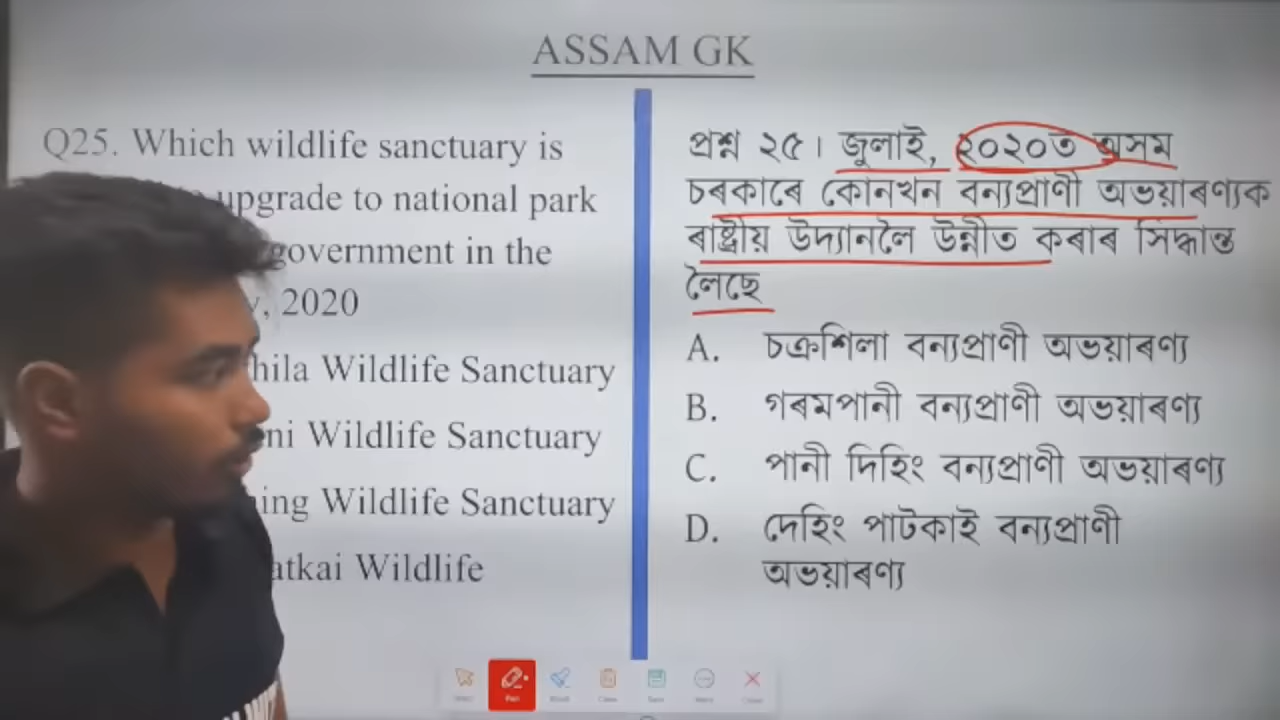 ASSAM GK
Q25. Which wildlife sanctuary is
upgrade to national park
government in the
, 2020
hila Wildlife Sanctuary
ni Wildlife Sanctuary
ing Wildlife Sanctuary
atkai Wildlife
প্ৰশ্ন ২৫। জুলাই, ২০২০ত অসম
চৰকাৰে কোনখন বন্যপ্ৰাণী অভয়াৰণ্যক
ৰাষ্ট্ৰীয় উদ্যানলৈ উন্নীত কৰাৰ সিদ্ধান্ত
লৈছে
A. চক্ৰশিলা বন্যপ্ৰাণী অভয়াৰণ্য
B. গৰমপানী বন্যপ্ৰাণী অভয়াৰণ্য
C. পানী দিহিং বন্যপ্ৰাণী অভয়াৰণ্য
D. দেহিং পাটকাই বন্যপ্ৰাণী
অভয়াৰণ্য